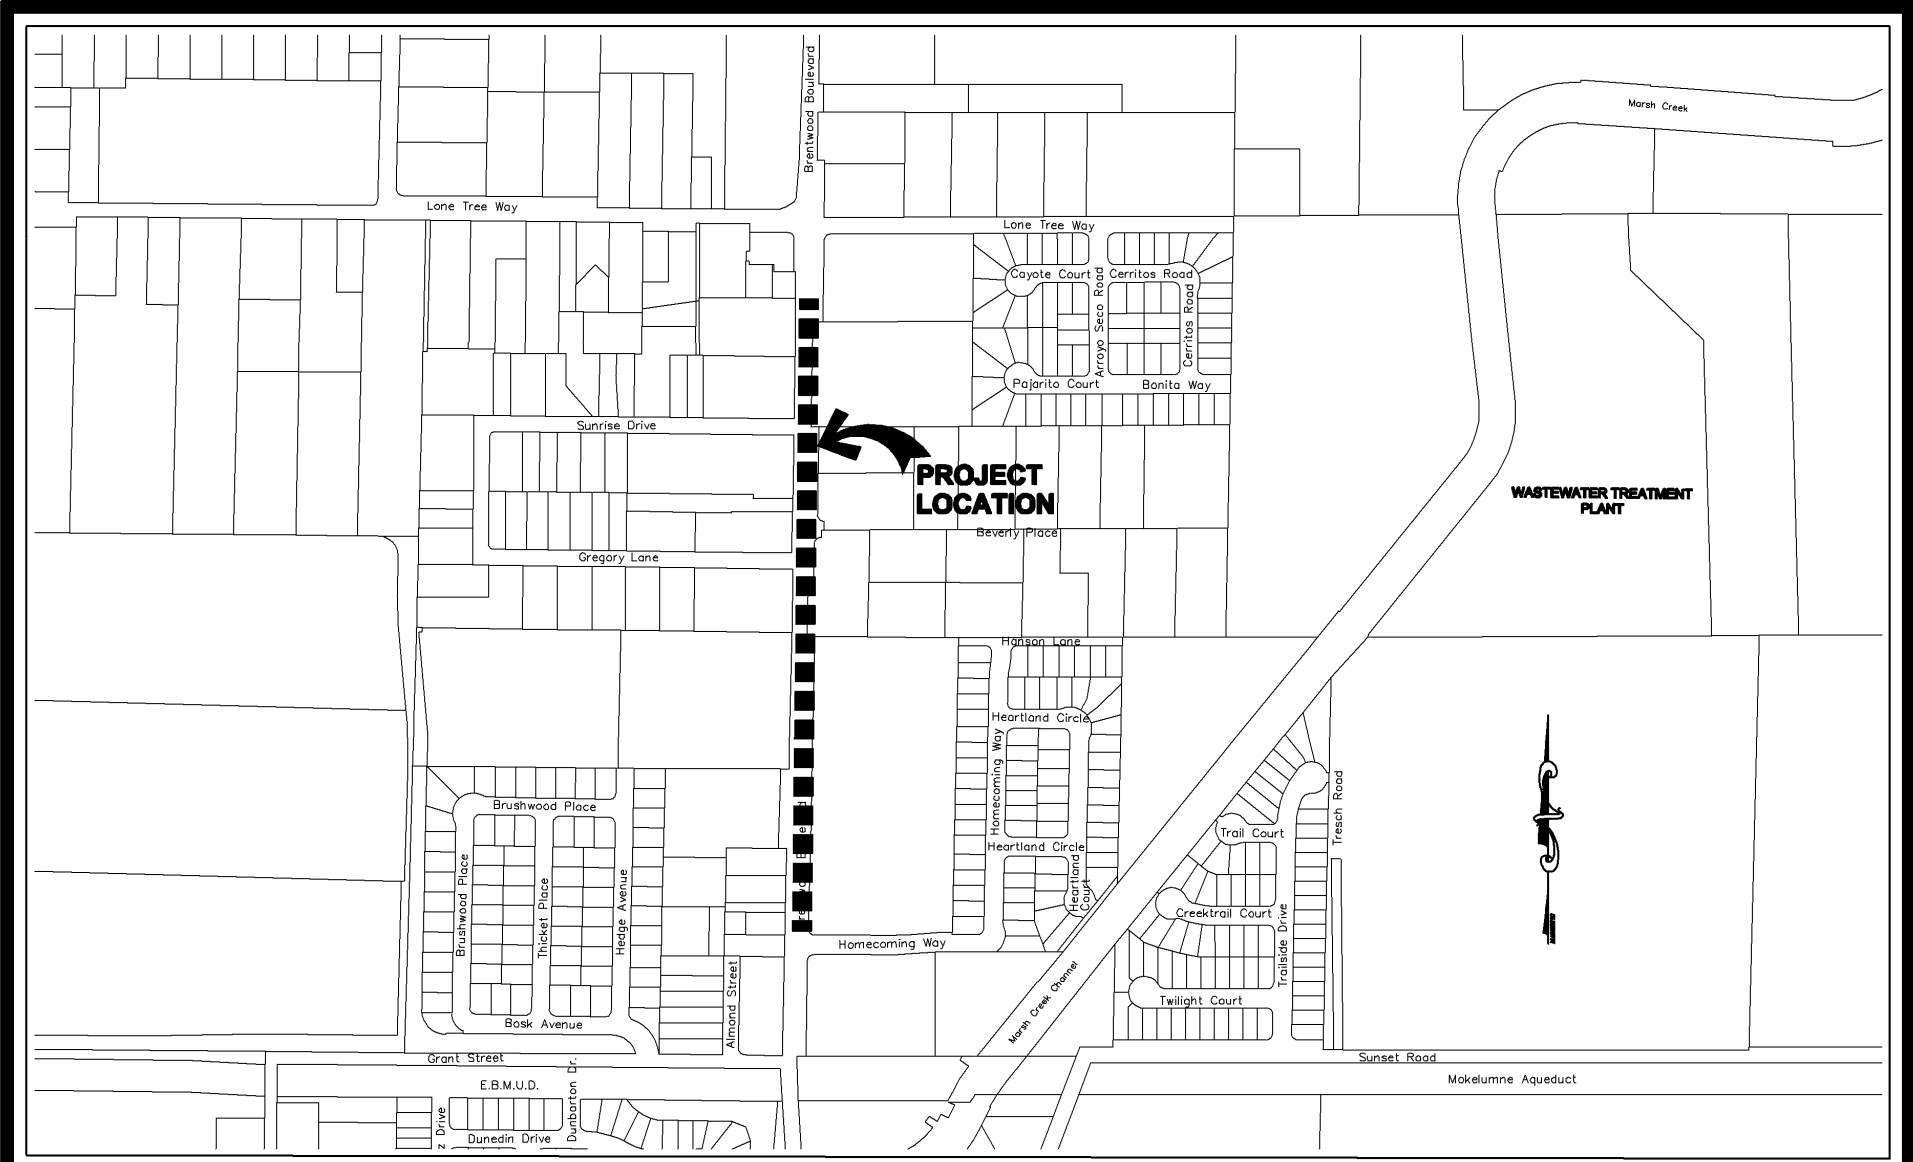 Brentwood Boulevard
Marsh Creek
Lone Tree Way
Lone Tree Way
Cayote Court
Cerritos Road
Arroyo Seco Road
Cerritos Road
Pajarito Court
Bonita Way
Sunrise Drive
PROJECT
LOCATION
WASTEWATER TREATMENT
PLANT
Beverly Place
Gregory Lane
Hanson Lane
Heartland Circle
Homecoming Way
Brushwood Place
Tresch Road
Trail Court
Heartland Circle
Heartland
Court
Brushwood Place
Thicket Place
Hedge Avenue
Creektrail Court
Trailside Drive
Homecoming Way
Almond Street
Marsh Creek Channel
Twilight Court
Bosk Avenue
Grant Street
Sunset Road
E.B.M.U.D.
Dunbarton Dr.
Mokelumne Aqueduct
z Drive
Dunedin Drive